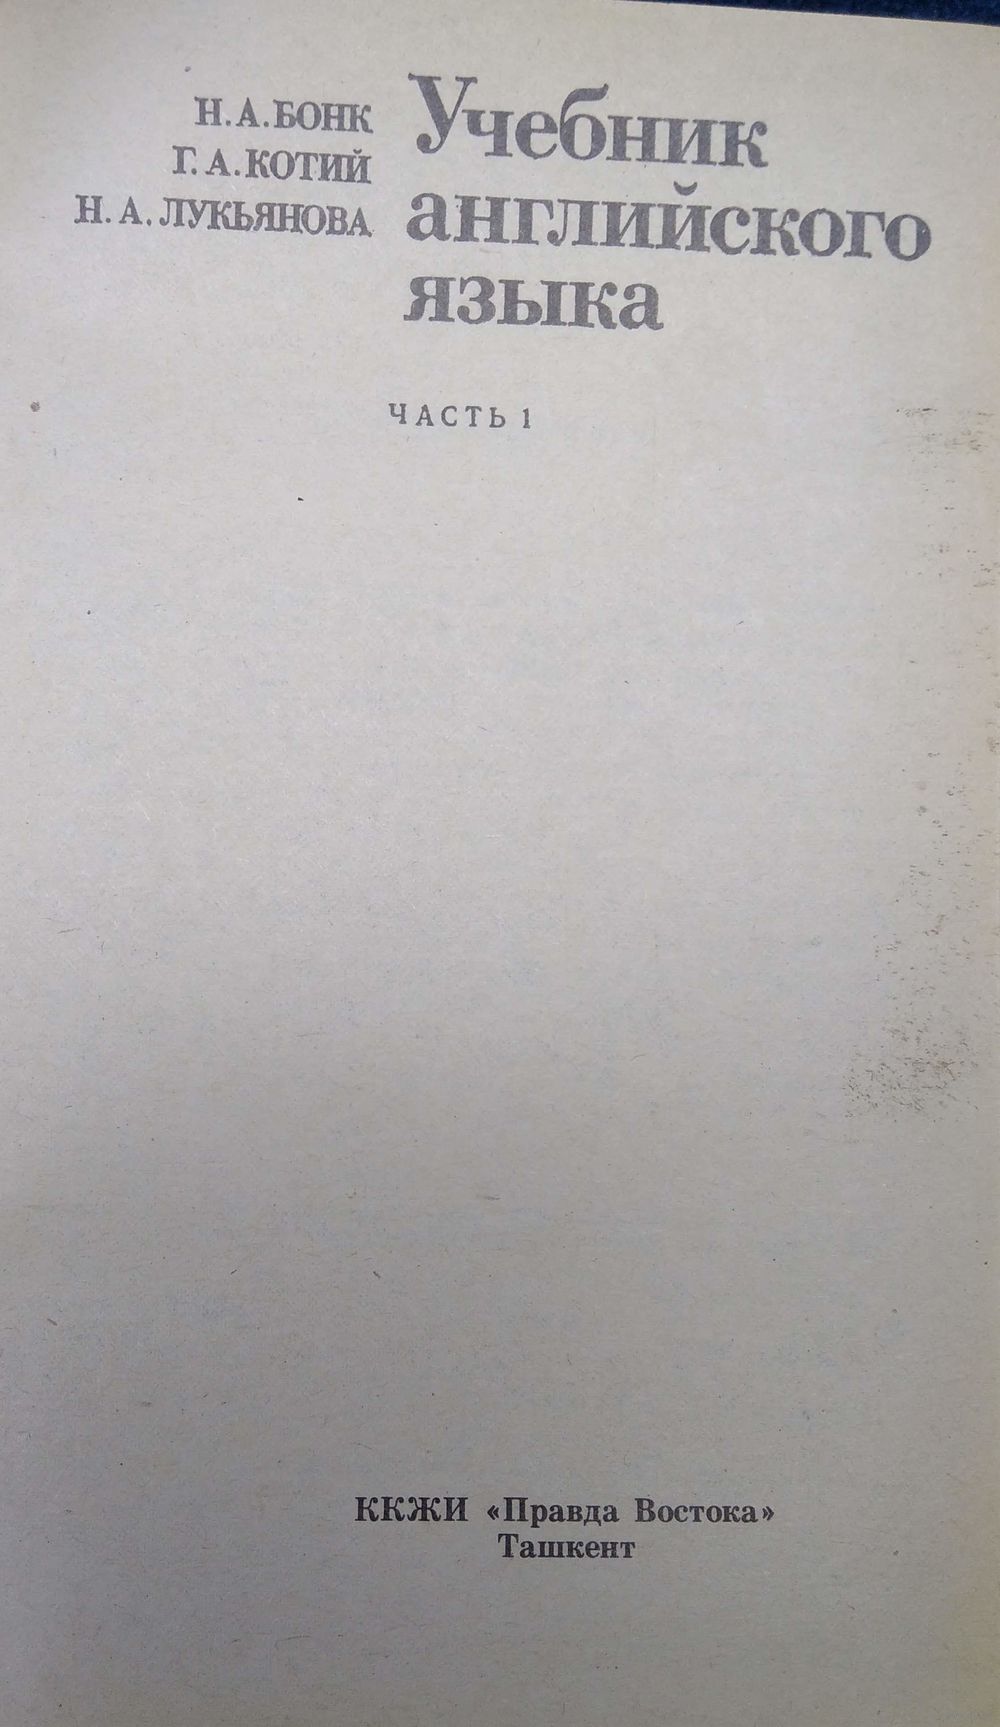 Н. А. БОНК
Г. А. КОТИЙ
Н. А. ЛУКЬЯНОВА
Учебник
английского
языка
ЧАСТЬ 1
ККЖИ «Правда Востока»
Ташкент